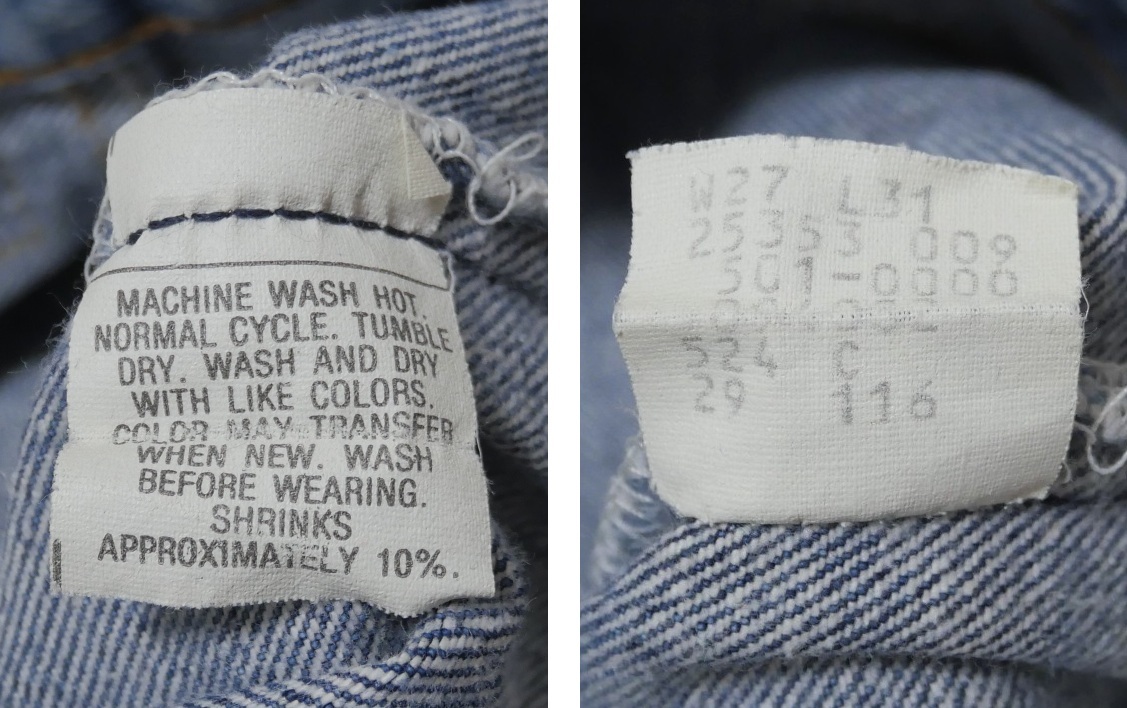 MACHINE WASH HOT.
NORMAL CYCLE. TUMBLE
DRY. WASH AND DRY
WITH LIKE COLORS.
COLOR MAY TRANSFER
WHEN NEW. WASH
BEFORE WEARING.
SHRINKS
APPROXIMATELY 10%.
W27 L31
25353 009
501-0000
524 C
29 116